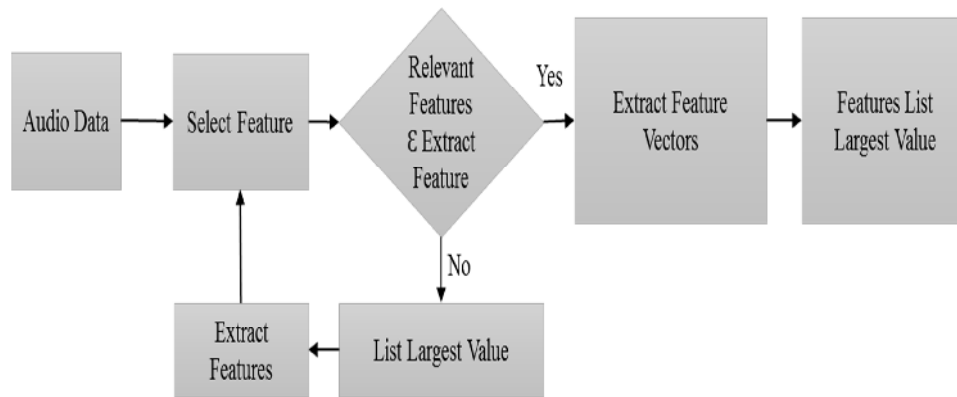 Audio Data
Select Feature
Relevant
Features
Ɛ Extract
Feature
Yes
Extract Feature
Vectors
Features List
Largest Value
No
List Largest Value
Extract
Features